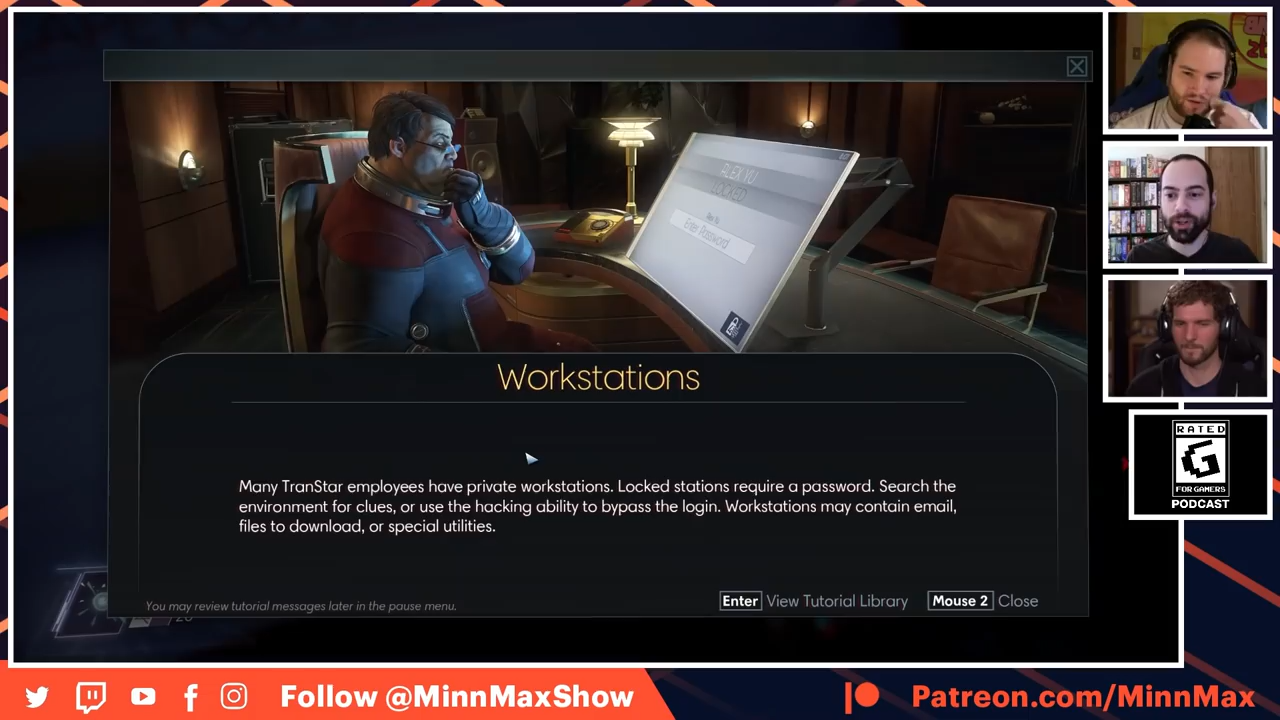 ALEX YU
LOCKED
Enter Password
Workstations
Many TranStar employees have private workstations. Locked stations require a password. Search the
environment for clues, or use the hacking ability to bypass the login. Workstations may contain email,
files to download, or special utilities.
You may review tutorial messages later in the pause menu.
Enter View Tutorial Library Mouse 2 Close
RATED
G
FOR GAMERS
PODCAST
Follow @MinnMaxShow
Patreon.com/MinnMax